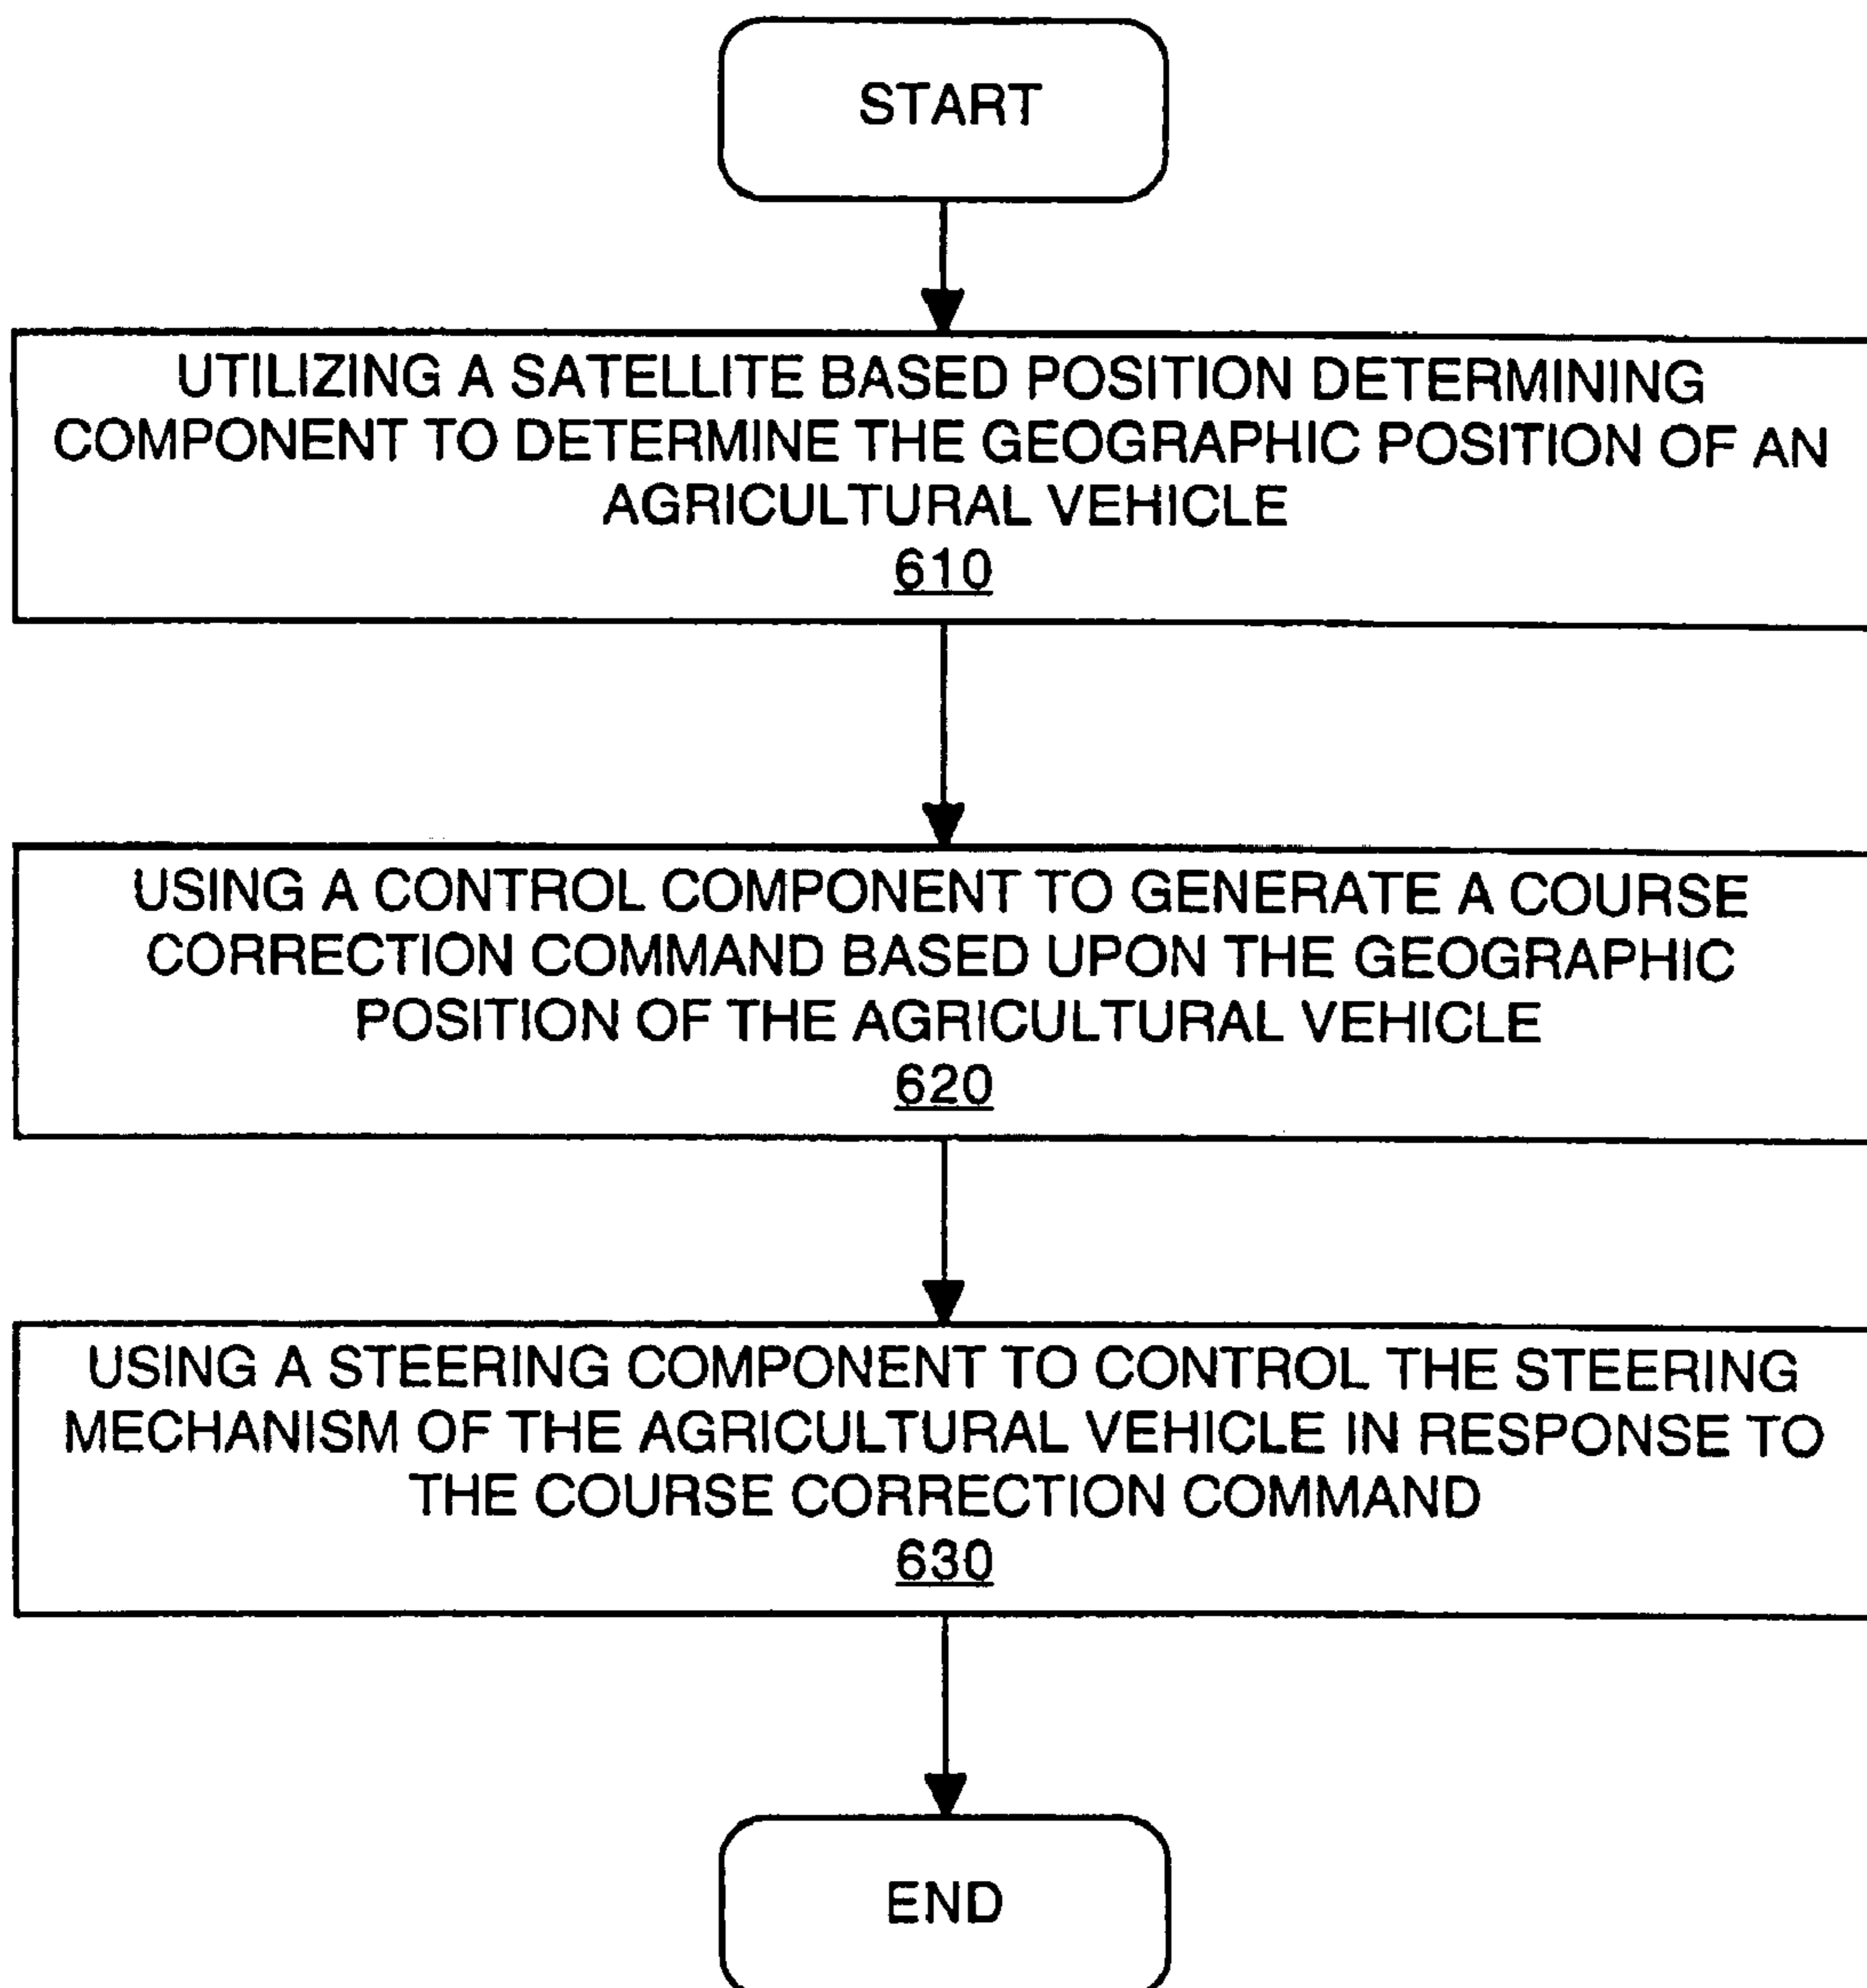 START
UTILIZING A SATELLITE BASED POSITION DETERMINING
COMPONENT TO DETERMINE THE GEOGRAPHIC POSITION OF AN
AGRICULTURAL VEHICLE
610
USING A CONTROL COMPONENT TO GENERATE A COURSE
CORRECTION COMMAND BASED UPON THE GEOGRAPHIC
POSITION OF THE AGRICULTURAL VEHICLE
620
USING A STEERING COMPONENT TO CONTROL THE STEERING
MECHANISM OF THE AGRICULTURAL VEHICLE IN RESPONSE TO
THE COURSE CORRECTION COMMAND
630
END